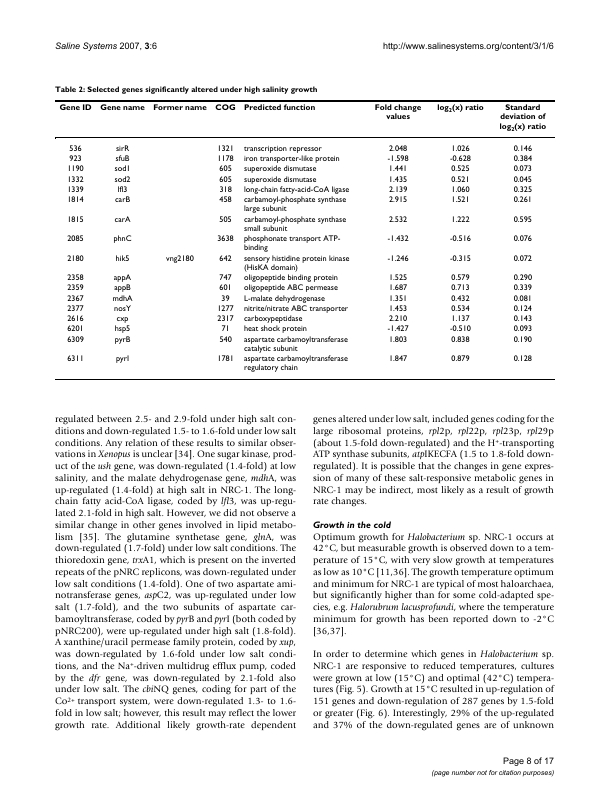 Saline Systems 2007, 3:6
http://www.salinesystems.org/content/3/1/6
Table 2: Selected genes significantly altered under high salinity growth
Gene ID Gene name Former name COG Predicted function Fold change values log2(x) ratio Standard deviation of log2(x) ratio
536 sirR 1321 transcription repressor 2.048 1.026 0.146
923 sfuB 1178 iron transporter-like protein -1.598 -0.628 0.384
1190 sod1 605 superoxide dismutase 1.441 0.525 0.073
1332 sod2 605 superoxide dismutase 1.435 0.521 0.045
1339 lfl3 318 long-chain fatty-acid-CoA ligase 2.139 1.060 0.325
1814 carB 458 carbamoyl-phosphate synthase large subunit 2.915 1.521 0.261
1815 carA 505 carbamoyl-phosphate synthase small subunit 2.532 1.222 0.595
2085 phnC 3638 phosphonate transport ATP-binding -1.432 -0.516 0.076
2180 hik5 vng2180 642 sensory histidine protein kinase (HisKA domain) -1.246 -0.315 0.072
2358 appA 747 oligopeptide binding protein 1.525 0.579 0.290
2359 appB 601 oligopeptide ABC permease 1.687 0.713 0.339
2367 mdhA 39 L-malate dehydrogenase 1.351 0.432 0.081
2377 nosY 1277 nitrite/nitrate ABC transporter 1.453 0.534 0.124
2616 cxp 2317 carboxypeptidase 2.210 1.137 0.143
6201 hsp5 71 heat shock protein -1.427 -0.510 0.093
6309 pyrB 540 aspartate carbamoyltransferase catalytic subunit 1.803 0.838 0.190
6311 pyrI 1781 aspartate carbamoyltransferase regulatory chain 1.847 0.879 0.128
regulated between 2.5- and 2.9-fold under high salt con-
ditions and down-regulated 1.5- to 1.6-fold under low salt
conditions. Any relation of these results to similar obser-
vations in Xenopus is unclear [34]. One sugar kinase, prod-
uct of the ush gene, was down-regulated (1.4-fold) at low
salinity, and the malate dehydrogenase gene, mdhA, was
up-regulated (1.4-fold) at high salt in NRC-1. The long-
chain fatty acid-CoA ligase, coded by lfl3, was up-regu-
lated 2.1-fold in high salt. However, we did not observe a
similar change in other genes involved in lipid metabo-
lism [35]. The glutamine synthetase gene, glnA, was
down-regulated (1.7-fold) under low salt conditions. The
thioredoxin gene, trxA1, which is present on the inverted
repeats of the pNRC replicons, was down-regulated under
low salt conditions (1.4-fold). One of two aspartate ami-
notransferase genes, aspC2, was up-regulated under low
salt (1.7-fold), and the two subunits of aspartate car-
bamoyltransferase, coded by pyrB and pyrI (both coded by
pNRC200), were up-regulated under high salt (1.8-fold).
A xanthine/uracil permease family protein, coded by xup,
was down-regulated by 1.6-fold under low salt condi-
tions, and the Na+-driven multidrug efflux pump, coded
by the dfr gene, was down-regulated by 2.1-fold also
under low salt. The cbiNQ genes, coding for part of the
Co2+ transport system, were down-regulated 1.3- to 1.6-
fold in low salt; however, this result may reflect the lower
growth rate. Additional likely growth-rate dependent
genes altered under low salt, included genes coding for the
large ribosomal proteins, rpl2p, rpl22p, rpl23p, rpl29p
(about 1.5-fold down-regulated) and the H+-transporting
ATP synthase subunits, atpIKECFA (1.5 to 1.8-fold down-
regulated). It is possible that the changes in gene expres-
sion of many of these salt-responsive metabolic genes in
NRC-1 may be indirect, most likely as a result of growth
rate changes.
Growth in the cold
Optimum growth for Halobacterium sp. NRC-1 occurs at
42°C, but measurable growth is observed down to a tem-
perature of 15°C, with very slow growth at temperatures
as low as 10°C [11,36]. The growth temperature optimum
and minimum for NRC-1 are typical of most haloarchaea,
but significantly higher than for some cold-adapted spe-
cies, e.g. Halorubrum lacusprofundi, where the temperature
minimum for growth has been reported down to -2°C
[36,37].
In order to determine which genes in Halobacterium sp.
NRC-1 are responsive to reduced temperatures, cultures
were grown at low (15°C) and optimal (42°C) tempera-
tures (Fig. 5). Growth at 15°C resulted in up-regulation of
151 genes and down-regulation of 287 genes by 1.5-fold
or greater (Fig. 6). Interestingly, 29% of the up-regulated
and 37% of the down-regulated genes are of unknown
Page 8 of 17
(page number not for citation purposes)